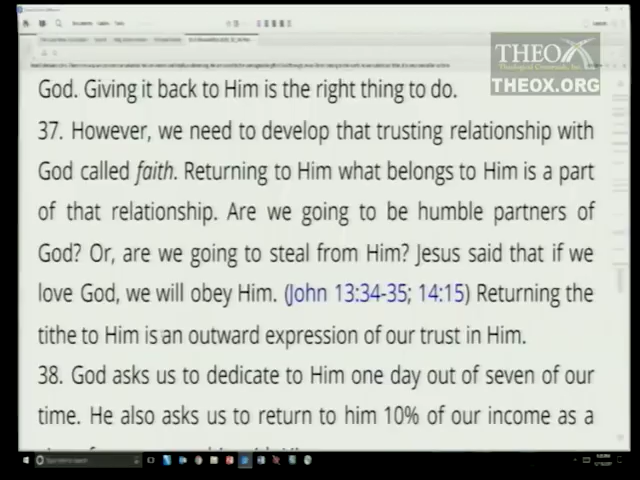 THEOX
THEOX.ORG
God. Giving it back to Him is the right thing to do.
37. However, we need to develop that trusting relationship with
God called faith. Returning to Him what belongs to Him is a part
of that relationship. Are we going to be humble partners of
God? Or, are we going to steal from Him? Jesus said that if we
love God, we will obey Him. (John 13:34-35; 14:15) Returning the
tithe to Him is an outward expression of our trust in Him.
38. God asks us to dedicate to Him one day out of seven of our
time. He also asks us to return to him 10% of our income as a